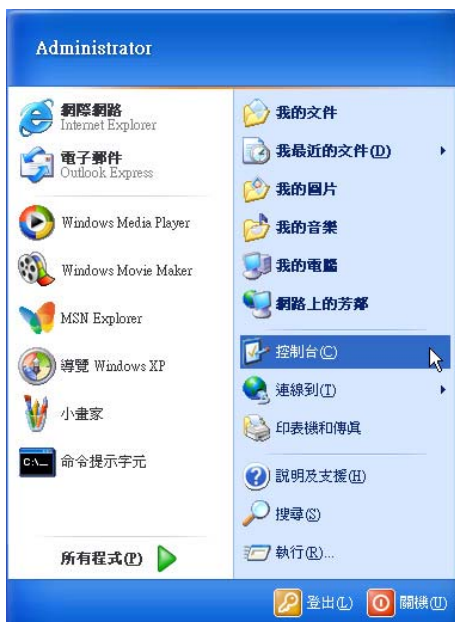 Administrator
網際網路
Internet Explorer
電子郵件
Outlook Express
Windows Media Player
Windows Movie Maker
MSN Explorer
導覽 Windows XP
小畫家
C:\_
命令提示字元
所有程式(P)
我的文件
我最近的文件(D)
我的圖片
我的音樂
我的電腦
網路上的芳鄰
控制台(C)
連線到(T)
印表機和傳真
說明及支援(H)
搜尋(S)
執行(R)...
登出(L)
關機(U)